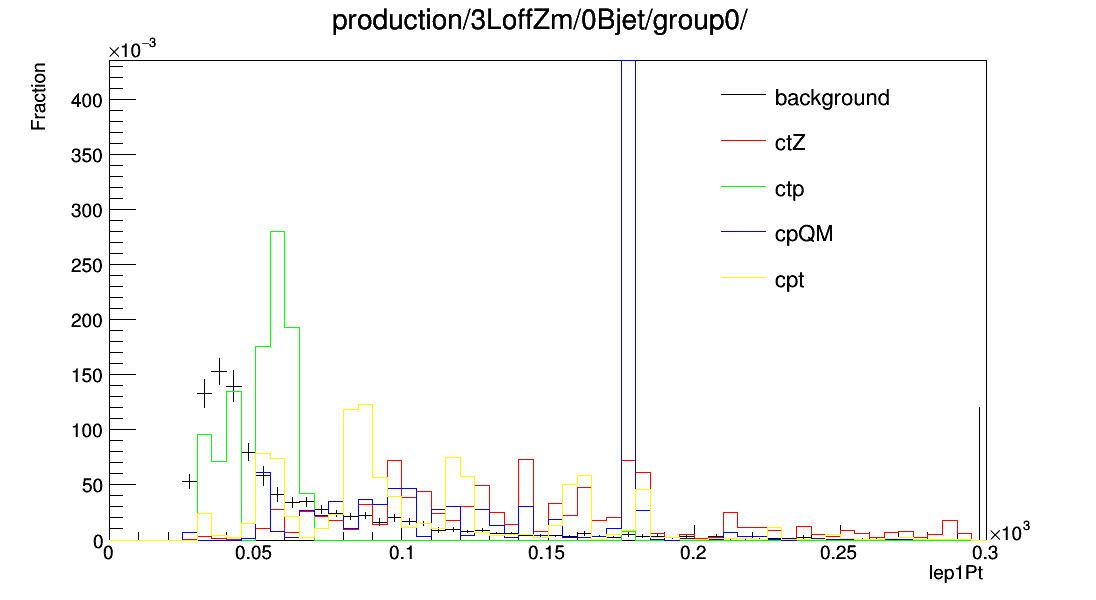 production/3LoffZm/0Bjet/group0/
×10⁻³
Fraction
400
350
300
250
200
150
100
50
0
background
ctZ
ctp
cpQM
cpt
0 0.05 0.1 0.15 0.2 0.25 0.3
×10³
lep1Pt